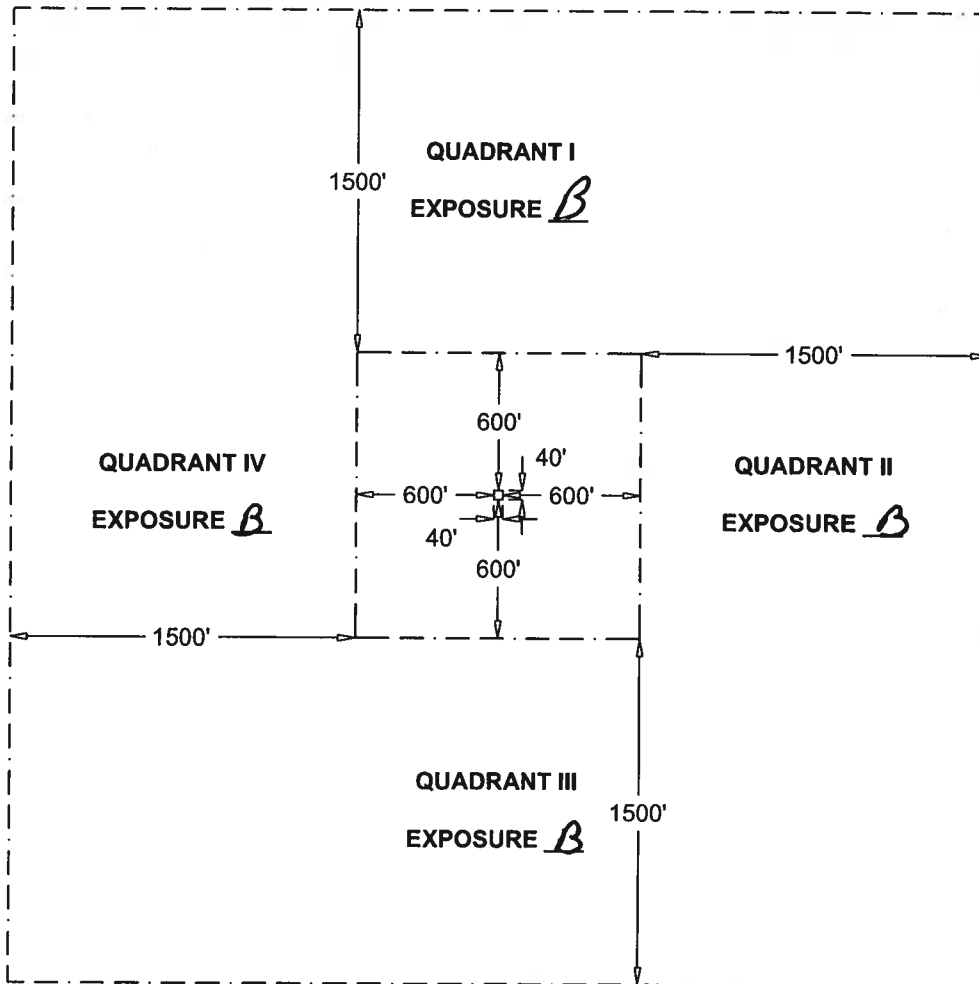 QUADRANT I
1500'
EXPOSURE B
1500'
600'
QUADRANT IV
40'
QUADRANT II
600'
600'
EXPOSURE B
EXPOSURE B
40'
600'
1500'
QUADRANT III
1500'
EXPOSURE B